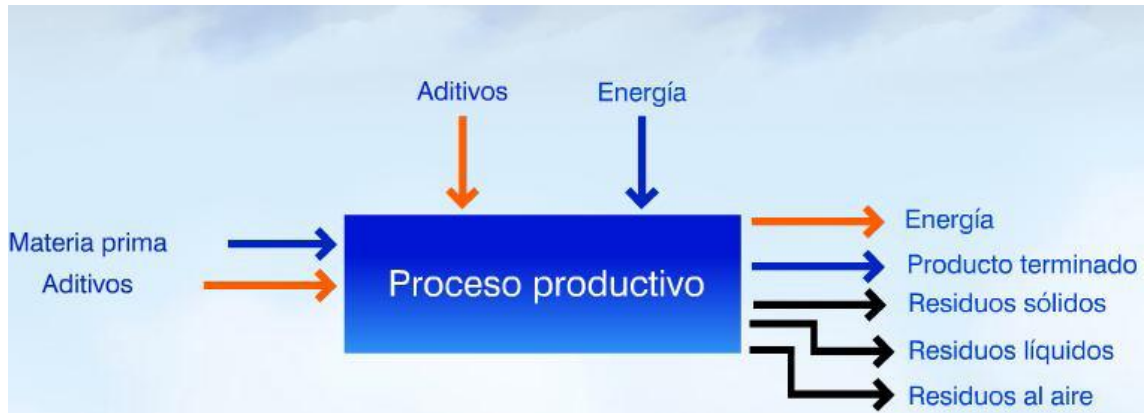 Aditivos
Energía
Materia prima
Aditivos
Proceso productivo
Energía
Producto terminado
Residuos sólidos
Residuos líquidos
Residuos al aire